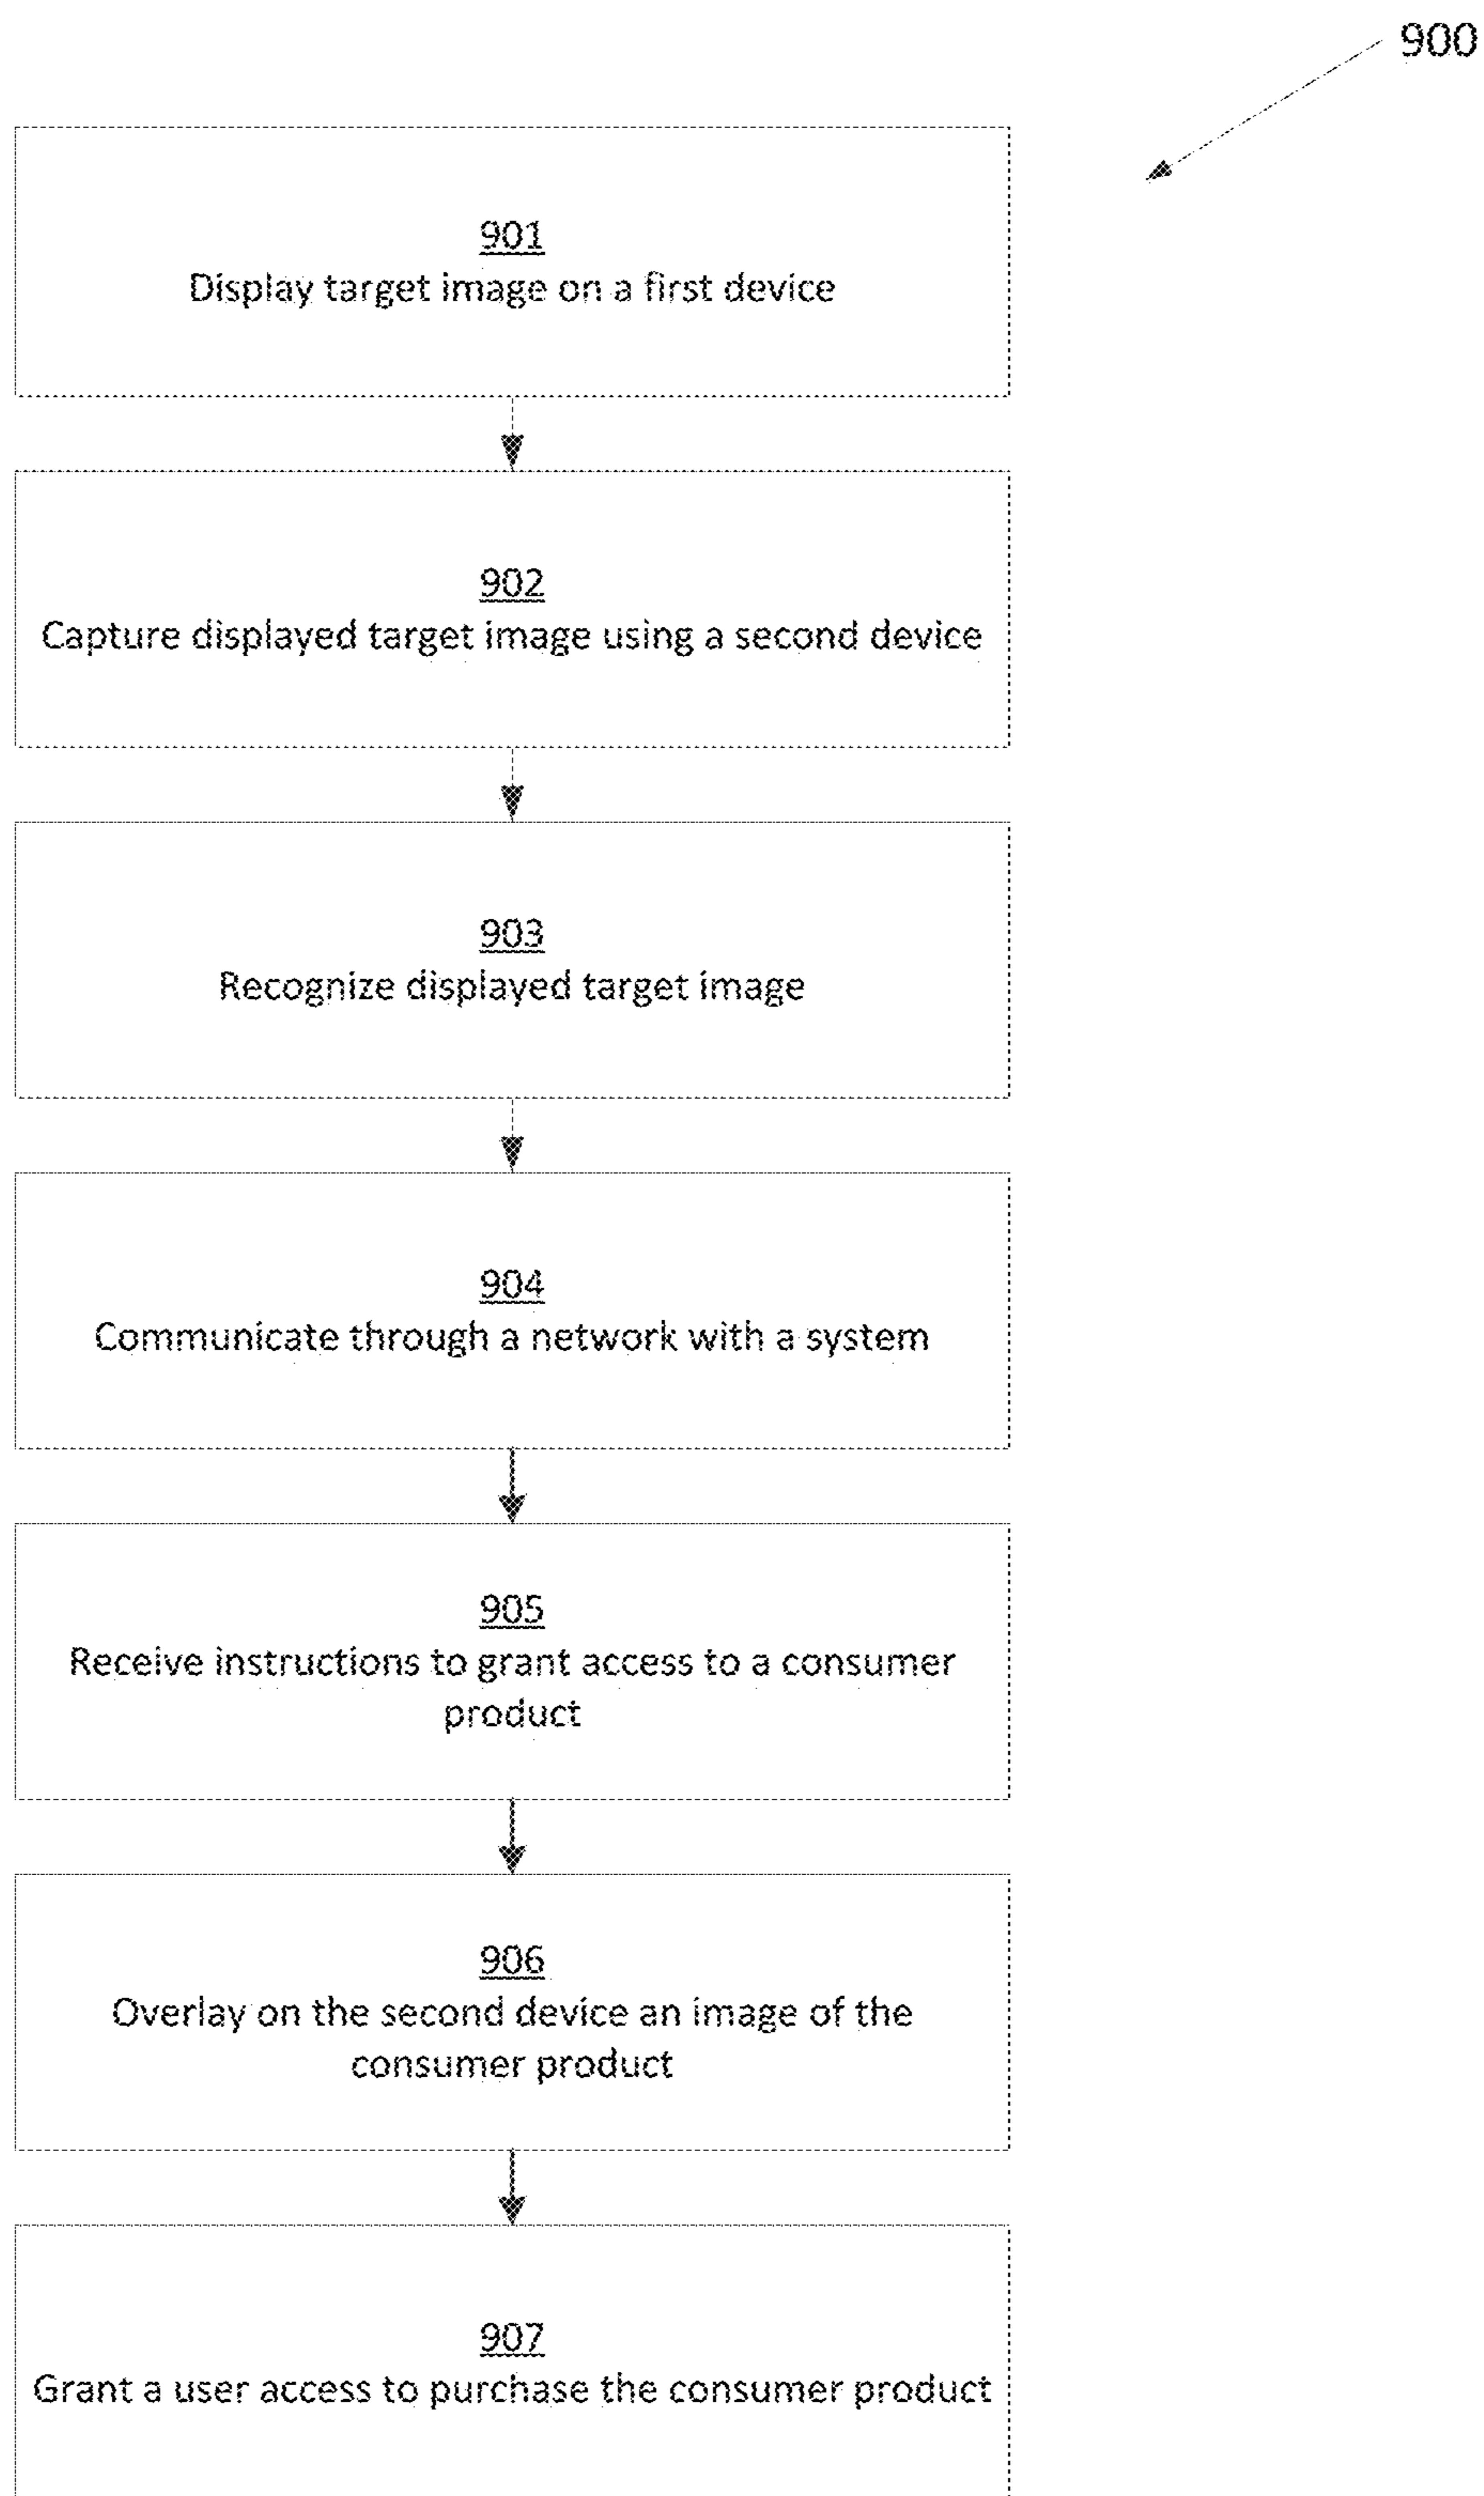 900
901
Display target image on a first device
902
Capture displayed target image using a second device
903
Recognize displayed target image
904
Communicate through a network with a system
905
Receive instructions to grant access to a consumer
product
906
Overlay on the second device an image of the
consumer product
907
Grant a user access to purchase the consumer product